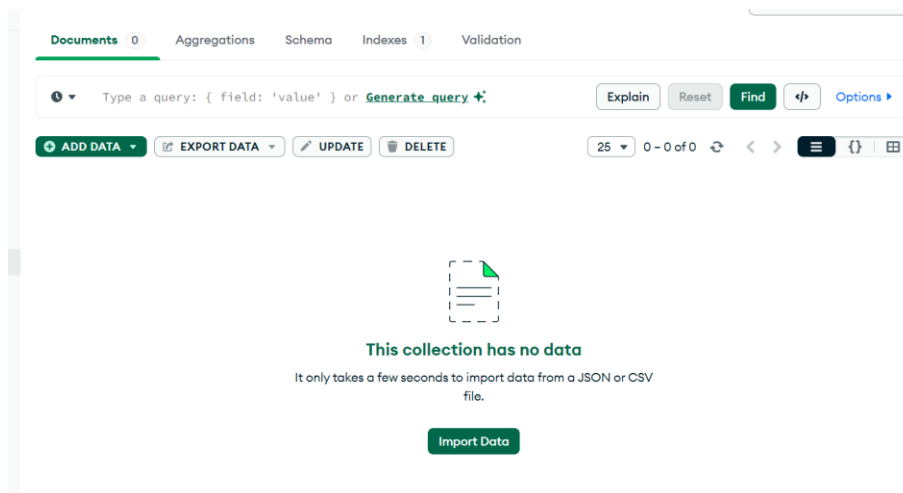 Documents 0 Aggregations Schema Indexes 1 Validation
Type a query: { field: 'value' } or Generate query Explain Reset Find </> Options
ADD DATA EXPORT DATA UPDATE DELETE 25 0 – 0 of 0 {}
This collection has no data
It only takes a few seconds to import data from a JSON or CSV
file.
Import Data